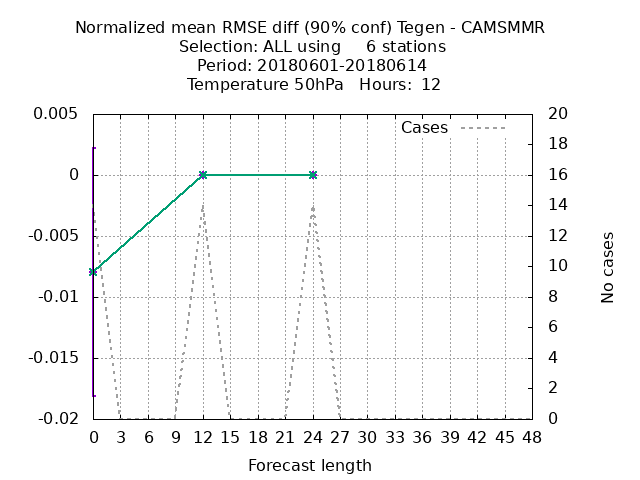 Normalized mean RMSE diff (90% conf) Tegen - CAMSMMR
Selection: ALL using     6 stations
Period: 20180601-20180614
Temperature 50hPa   Hours:  12
Cases
0.005
0
-0.005
-0.01
-0.015
-0.02
20
18
16
14
12
10
8
6
4
2
0
No cases
0 3 6 9 12 15 18 21 24 27 30 33 36 39 42 45 48
Forecast length